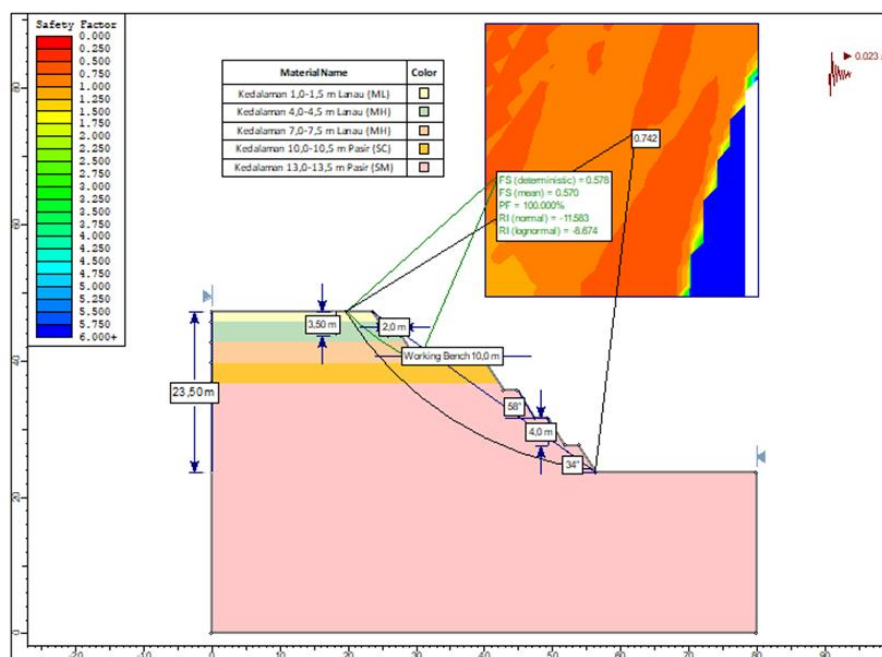 Safety Factor
0.000
0.250
0.500
0.750
1.000
1.250
1.500
1.750
2.000
2.250
2.500
2.750
3.000
3.250
3.500
3.750
4.000
4.250
4.500
4.750
5.000
5.250
5.500
5.750
6.000+
Material Name Color
Kedalaman 1,0-1,5 m Lanau (ML)
Kedalaman 4,0-4,5 m Lanau (MH)
Kedalaman 7,0-7,5 m Lanau (MH)
Kedalaman 10,0-10,5 m Pasir (SC)
Kedalaman 13,0-13,5 m Pasir (SM)
0.023
0.742
FS (deterministic) = 0.578
FS (mean) = 0.570
PF = 100.000%
RI (normal) = -11.583
RI (lognormal) = -8.674
3,50 m
2,0 m
Working Bench 10,0 m
23,50 m
58°
4,0 m
34°
80
60
40
20
0
-20 -10 0 10 20 30 40 50 60 70 80 90